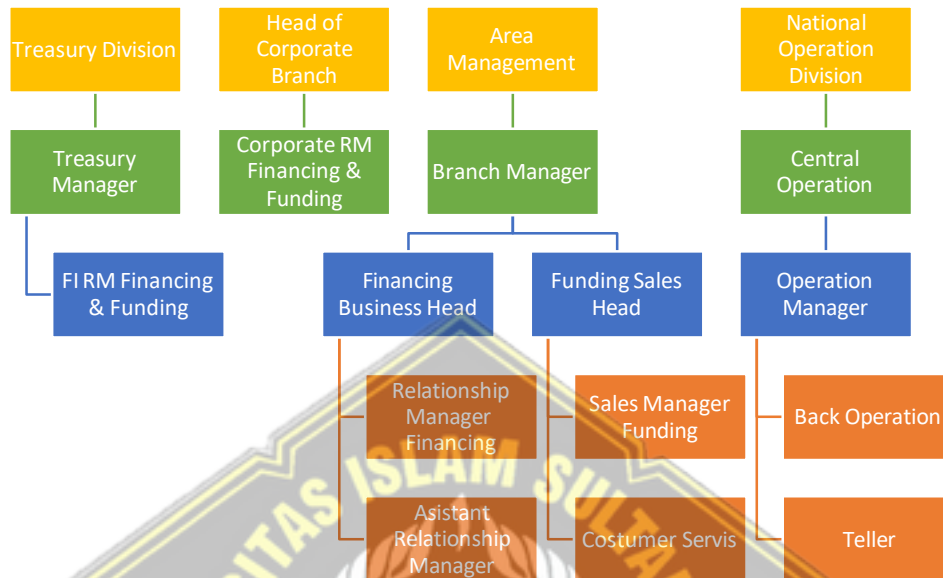 Treasury Division
Head of
Corporate
Branch
Area
Management
National
Operation
Division
Treasury
Manager
Corporate RM
Financing &
Funding
Branch Manager
Central
Operation
FI RM Financing
& Funding
Financing
Business Head
Funding Sales
Head
Operation
Manager
Relationship
Manager
Financing
Sales Manager
Funding
Back Operation
Asistant
Relationship
Manager
Costumer Servis
Teller
ISLAM